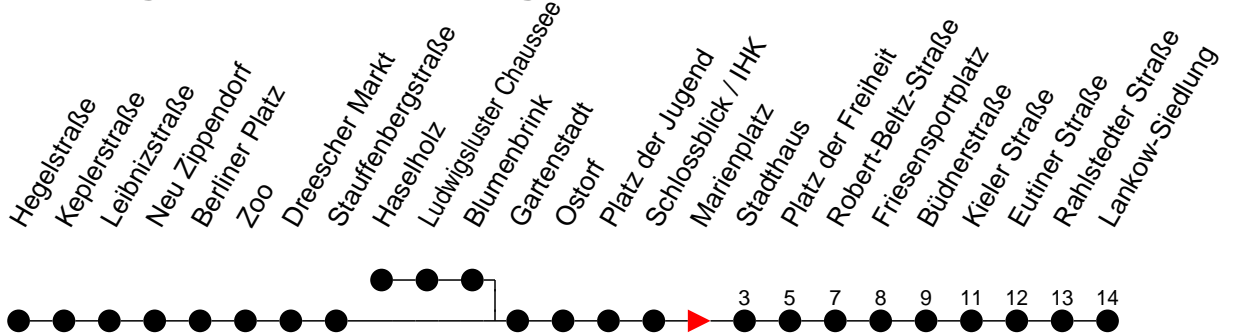 Hegelstraße
Keplerstraße
Leibnizstraße
Neu Zippendorf
Berliner Platz
Zoo
Dreescher Markt
Stauffenbergstraße
Haselholz
Ludwigsluster Chaussee
Blumenbrink
Gartenstadt
Ostorf
Platz der Jugend
Schlossblick / IHK
Marienplatz
Stadthaus
Platz der Freiheit
Robert-Beltz-Straße
Friesensportplatz
Büdnerstraße
Kieler Straße
Eutiner Straße
Rahlstedter Straße
Lankow-Siedlung
3 5 7 8 9 11 12 13 14